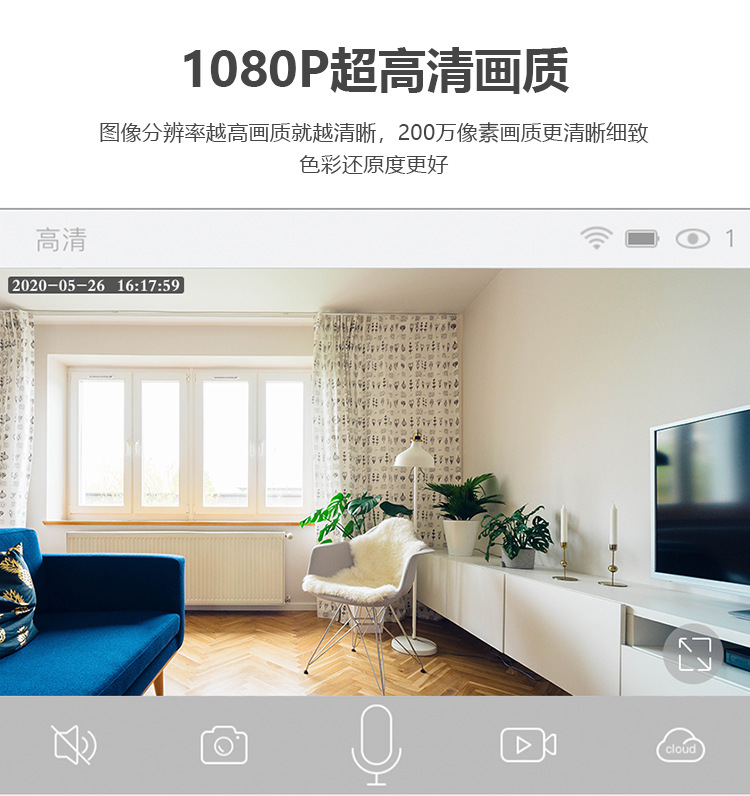 1080P超高清画质
图像分辨率越高画质就越清晰，200万像素画质更清晰细致
色彩还原度更好
高清
1
2020-05-26 16:17:59
cloud